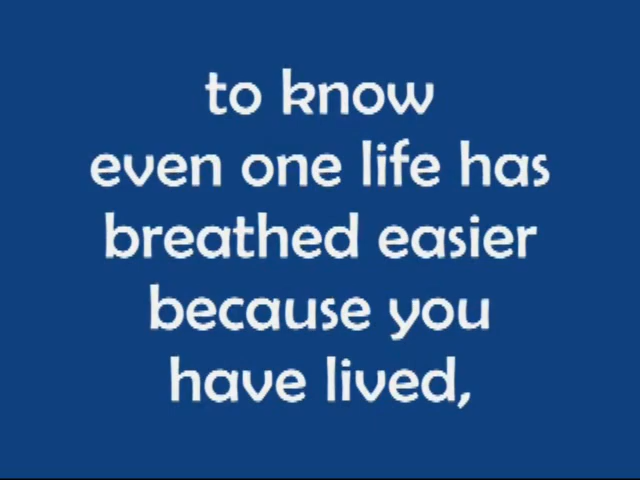 to know
even one life has
breathed easier
because you
have lived,